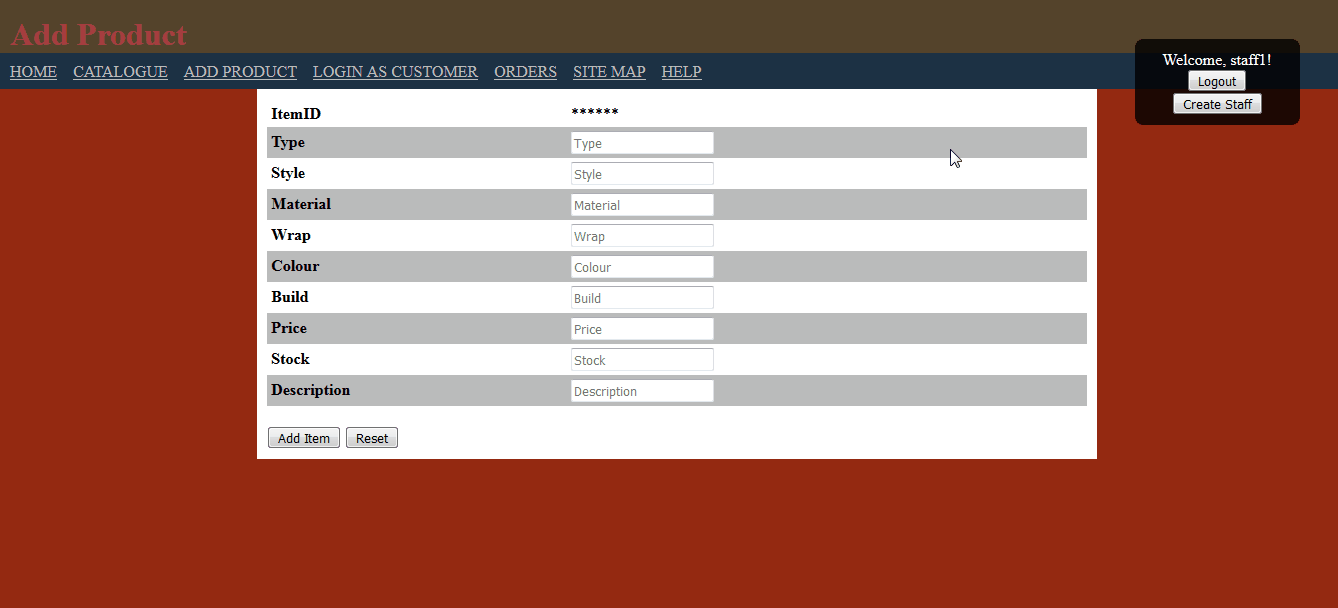 Add Product
HOME CATALOGUE ADD PRODUCT LOGIN AS CUSTOMER ORDERS SITE MAP HELP
Welcome, staff1!
Logout
Create Staff
ItemID ******
Type Type
Style Style
Material Material
Wrap Wrap
Colour Colour
Build Build
Price Price
Stock Stock
Description Description
Add Item Reset